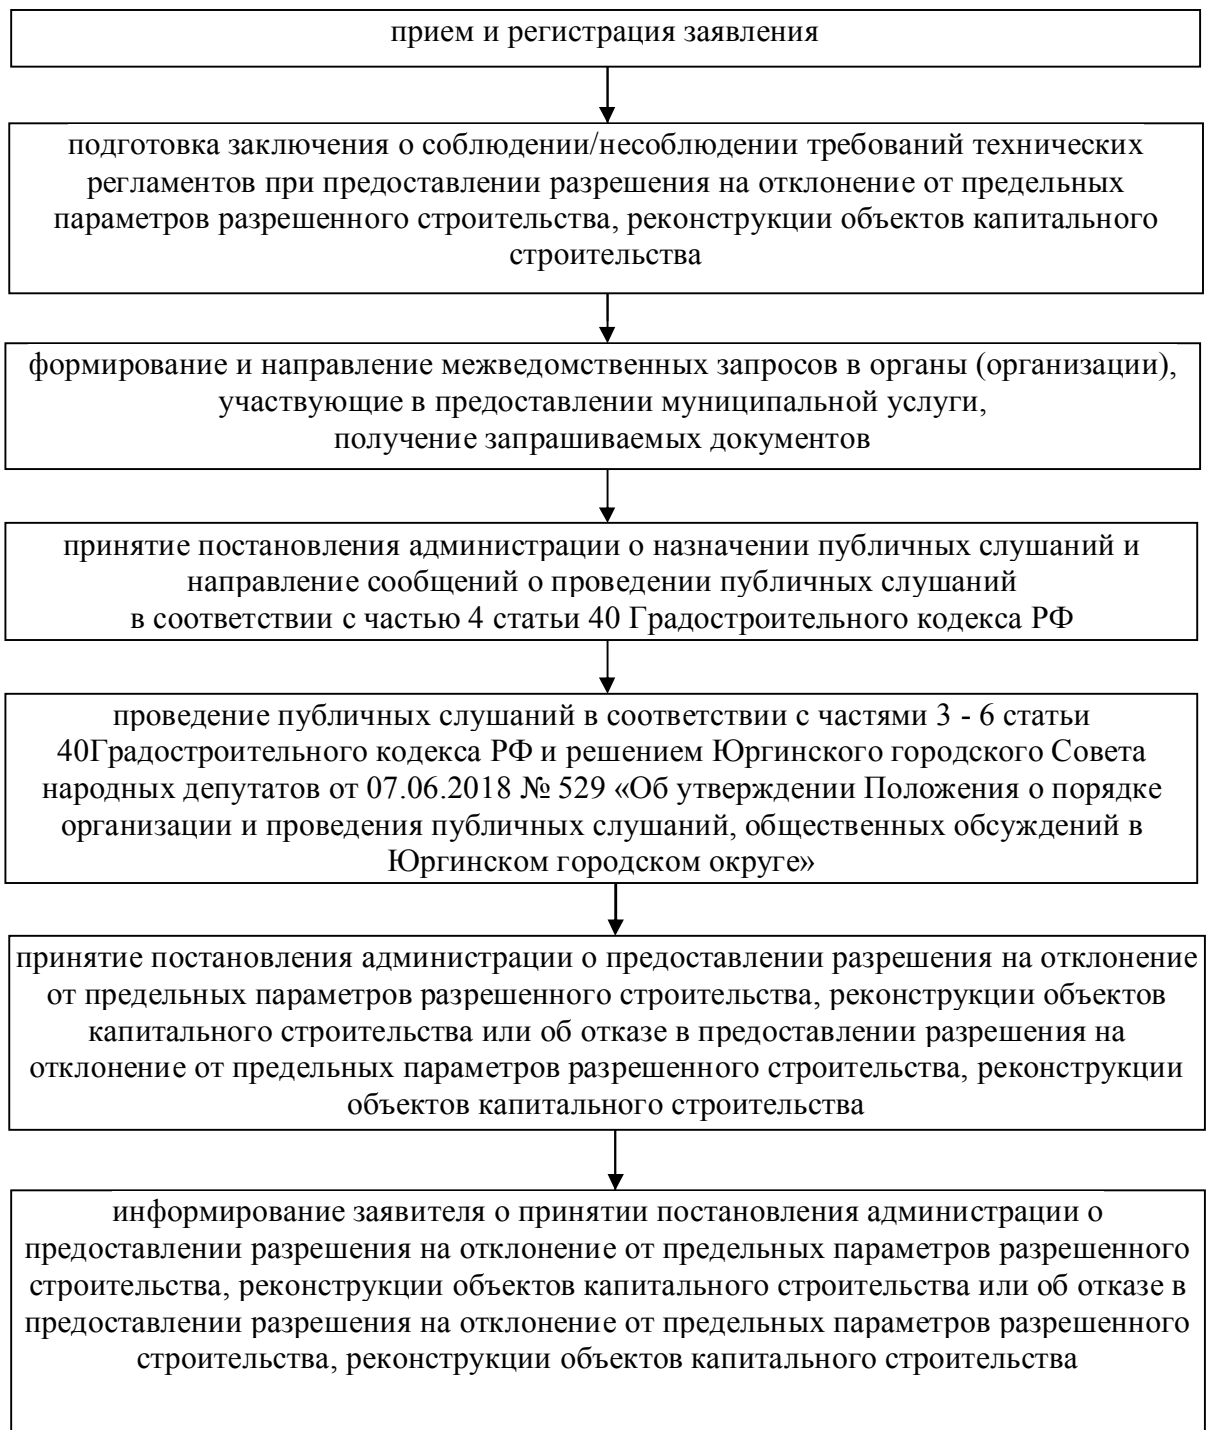 прием и регистрация заявления
подготовка заключения о соблюдении/несоблюдении требований технических
регламентов при предоставлении разрешения на отклонение от предельных
параметров разрешенного строительства, реконструкции объектов капитального
строительства
формирование и направление межведомственных запросов в органы (организации),
участвующие в предоставлении муниципальной услуги,
получение запрашиваемых документов
принятие постановления администрации о назначении публичных слушаний и
направление сообщений о проведении публичных слушаний
в соответствии с частью 4 статьи 40 Градостроительного кодекса РФ
проведение публичных слушаний в соответствии с частями 3 - 6 статьи
40Градостроительного кодекса РФ и решением Юргинского городского Совета
народных депутатов от 07.06.2018 № 529 «Об утверждении Положения о порядке
организации и проведения публичных слушаний, общественных обсуждений в
Юргинском городском округе»
принятие постановления администрации о предоставлении разрешения на отклонение
от предельных параметров разрешенного строительства, реконструкции объектов
капитального строительства или об отказе в предоставлении разрешения на
отклонение от предельных параметров разрешенного строительства, реконструкции
объектов капитального строительства
информирование заявителя о принятии постановления администрации о
предоставлении разрешения на отклонение от предельных параметров разрешенного
строительства, реконструкции объектов капитального строительства или об отказе в
предоставлении разрешения на отклонение от предельных параметров разрешенного
строительства, реконструкции объектов капитального строительства